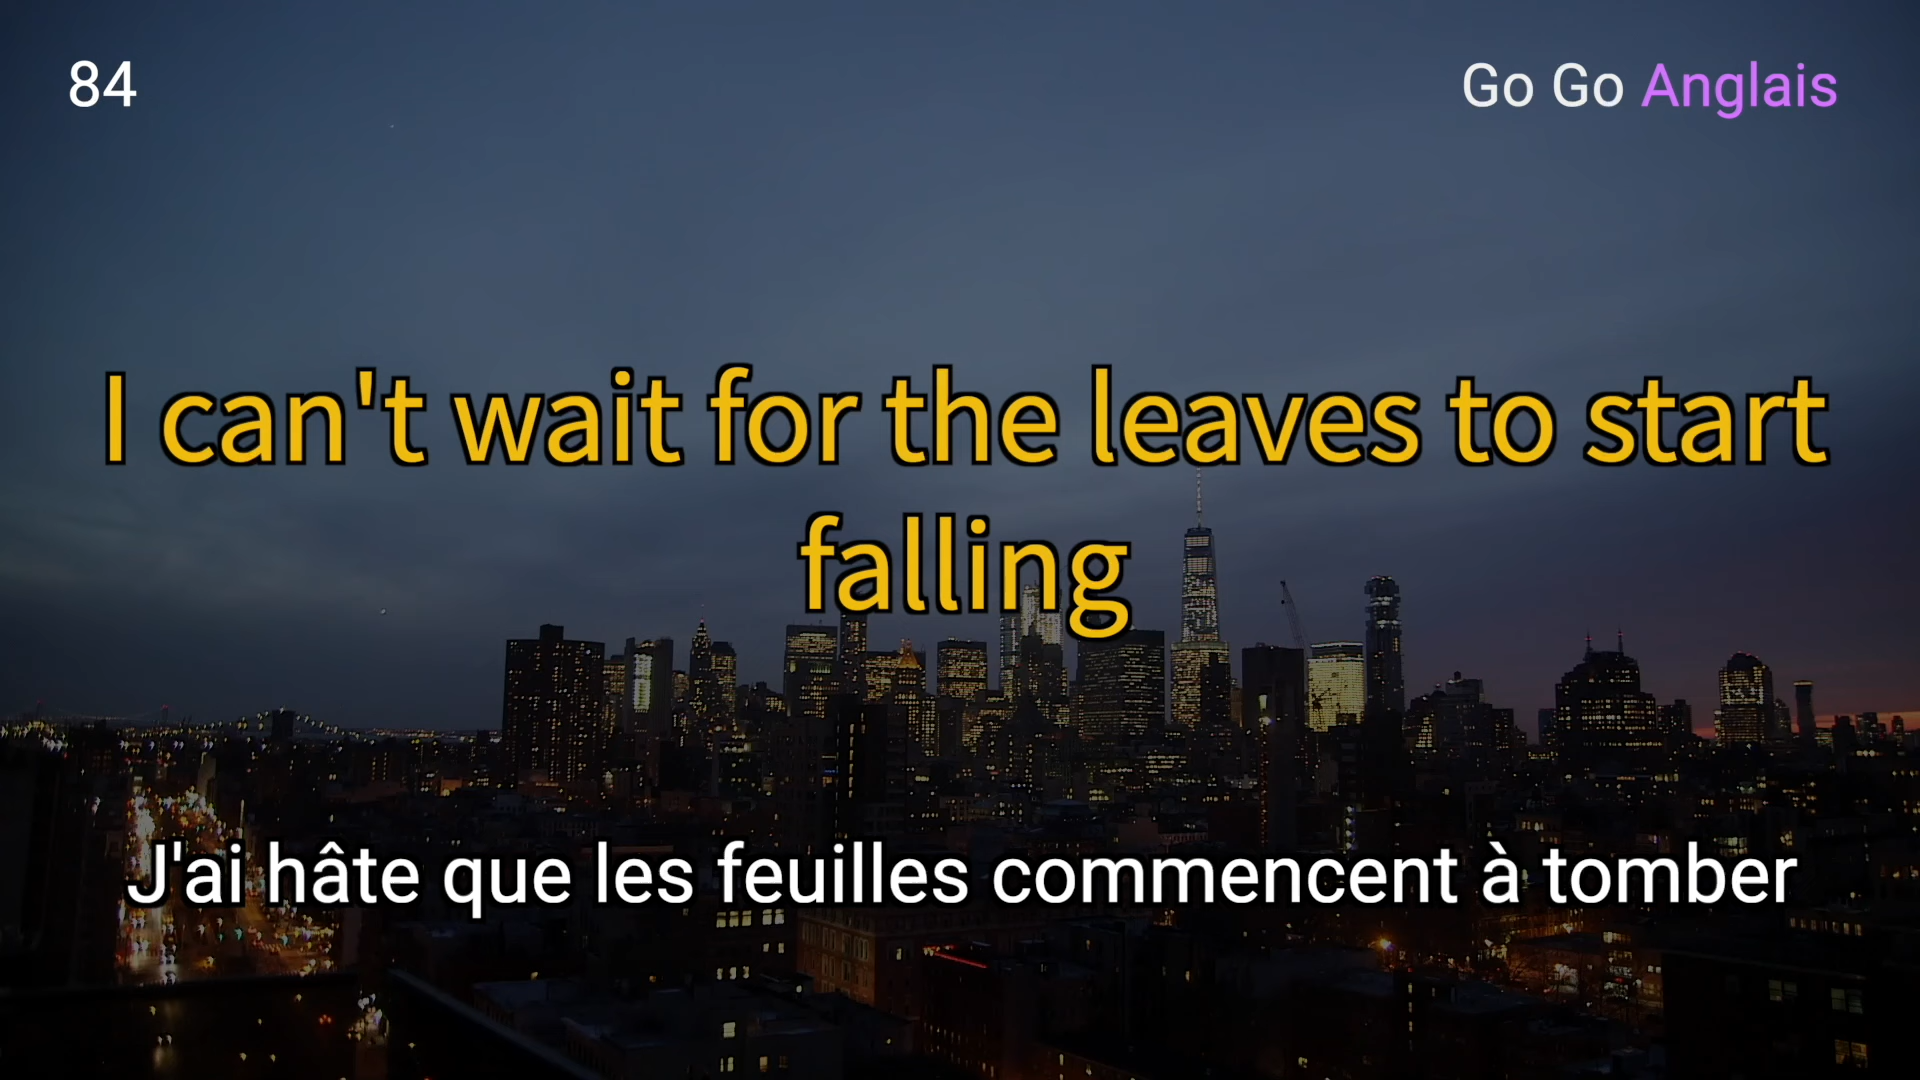 84
Go Go Anglais
I can't wait for the leaves to start
falling
J'ai hâte que les feuilles commencent à tomber